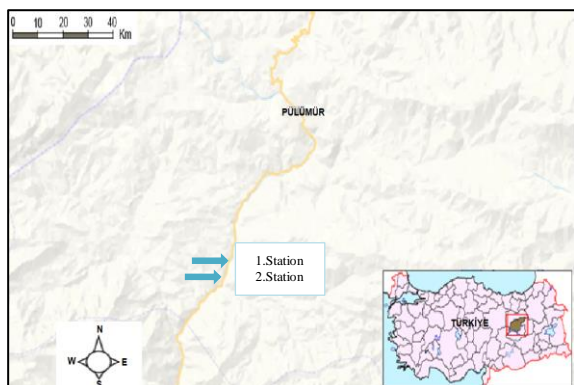 0 10 20 30 40
Km
PÜLÜMÜR
1.Station
2.Station
N
W E
S
TÜRKİYE